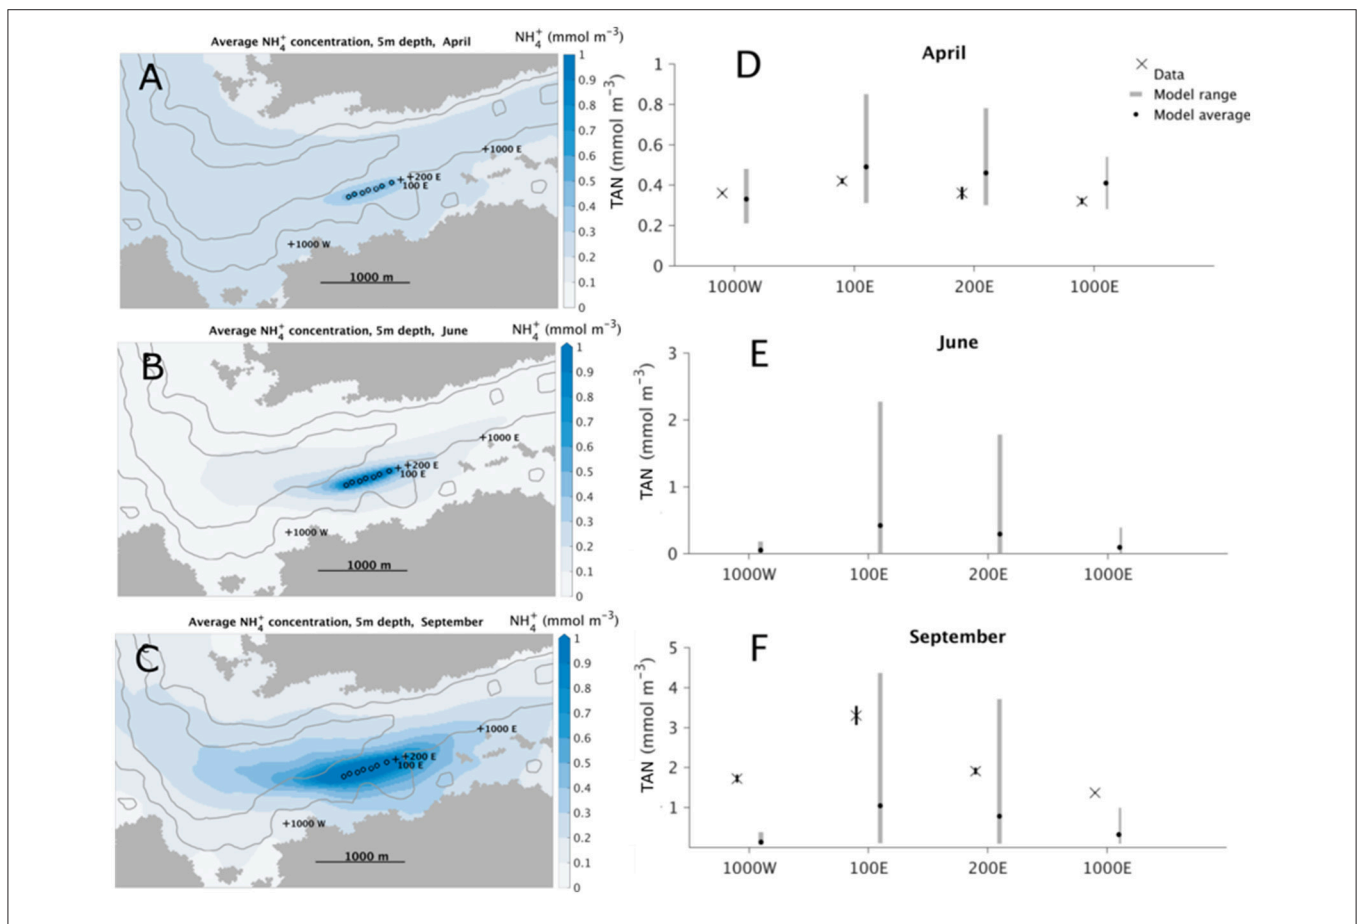 Average NH₄⁺ concentration, 5m depth, April
NH₄⁺ (mmol m⁻³)
A
1
0.9
0.8
0.7
0.6
0.5
0.4
0.3
0.2
0.1
0
+1000 E
+200 E
100 E
+1000 W
1000 m
D
April
TAN (mmol m⁻³)
1
0.8
0.6
0.4
0.2
0
1000W 100E 200E 1000E
Data
Model range
Model average
Average NH₄⁺ concentration, 5m depth, June
NH₄⁺ (mmol m⁻³)
B
1
0.9
0.8
0.7
0.6
0.5
0.4
0.3
0.2
0.1
0
+1000 E
+200 E
100 E
+1000 W
1000 m
E
June
TAN (mmol m⁻³)
3
2
1
0
1000W 100E 200E 1000E
Average NH₄⁺ concentration, 5m depth, September
NH₄⁺ (mmol m⁻³)
C
1
0.9
0.8
0.7
0.6
0.5
0.4
0.3
0.2
0.1
0
+1000 E
+200 E
100 E
+1000 W
1000 m
F
September
TAN (mmol m⁻³)
5
4
3
2
1
1000W 100E 200E 1000E